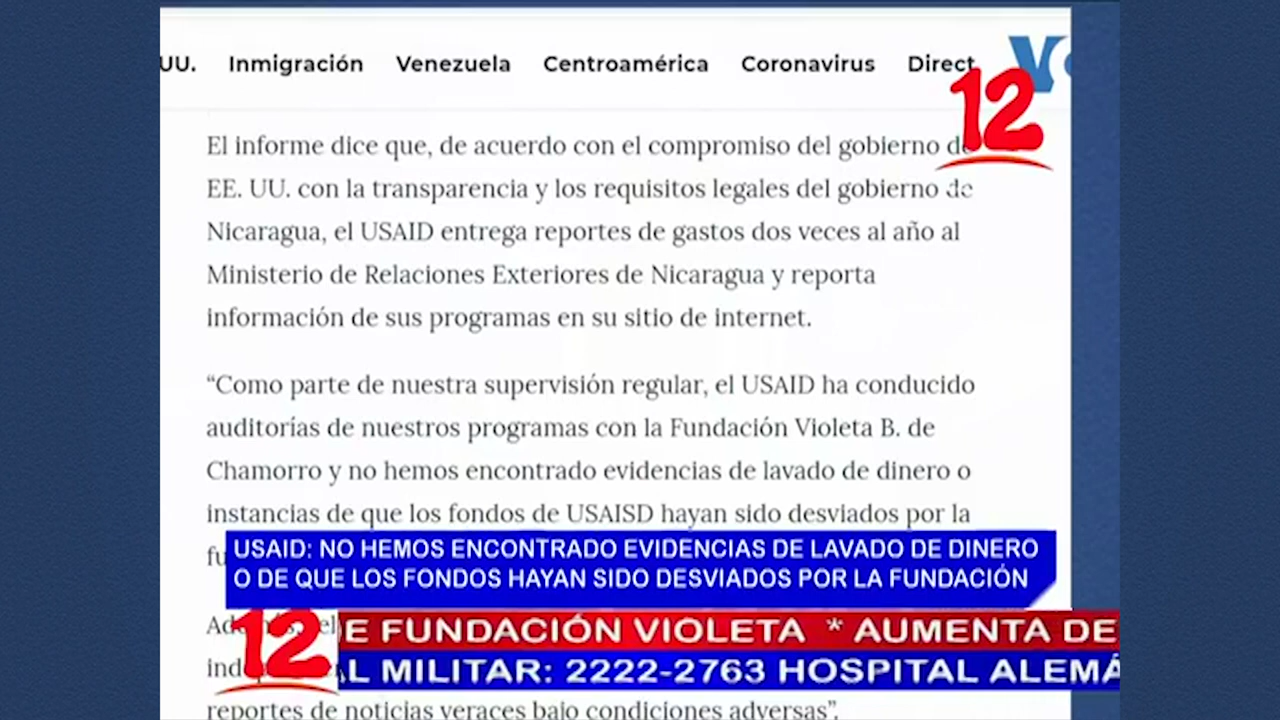 UU. Inmigración Venezuela Centroamérica Coronavirus Direct
12
El informe dice que, de acuerdo con el compromiso del gobierno de
EE. UU. con la transparencia y los requisitos legales del gobierno de
Nicaragua, el USAID entrega reportes de gastos dos veces al año al
Ministerio de Relaciones Exteriores de Nicaragua y reporta
información de sus programas en su sitio de internet.
“Como parte de nuestra supervisión regular, el USAID ha conducido
auditorías de nuestros programas con la Fundación Violeta B. de
Chamorro y no hemos encontrado evidencias de lavado de dinero o
instancias de que los fondos de USAISD hayan sido desviados por la
USAID: NO HEMOS ENCONTRADO EVIDENCIAS DE LAVADO DE DINERO
O DE QUE LOS FONDOS HAYAN SIDO DESVIADOS POR LA FUNDACIÓN
12
E FUNDACIÓN VIOLETA * AUMENTA DE
L MILITAR: 2222-2763 HOSPITAL ALEMÁ
reportes de noticias veraces bajo condiciones adversas”.